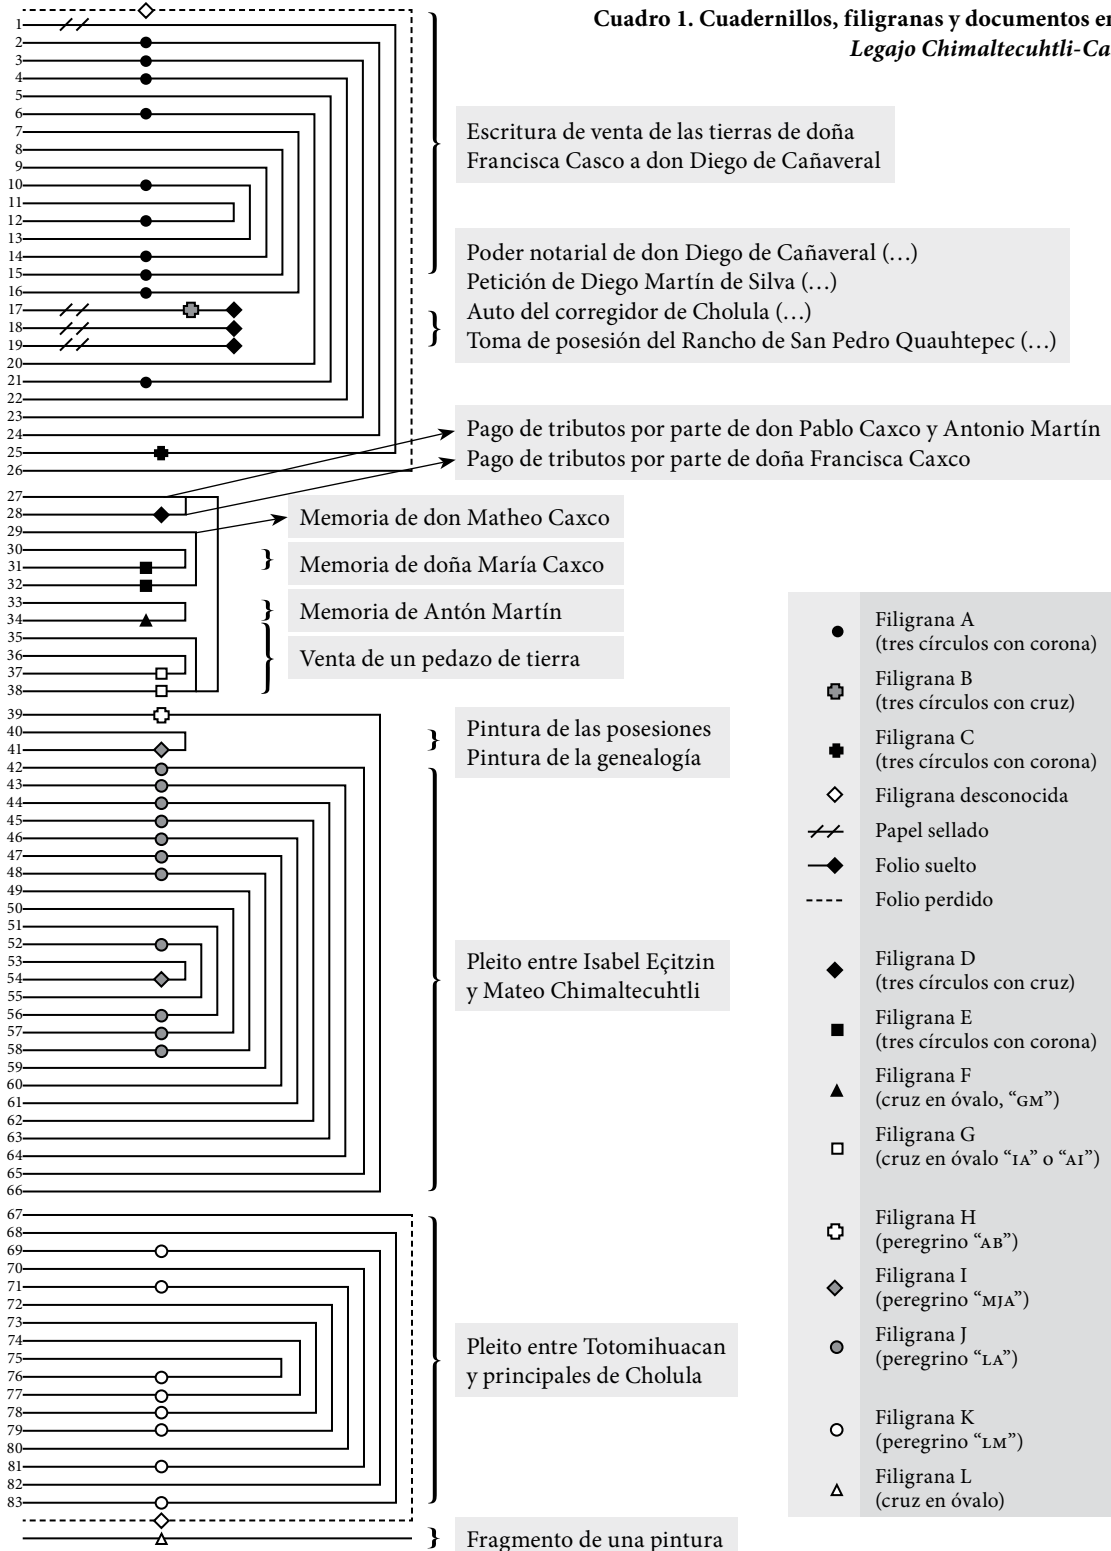 Cuadro 1. Cuadernillos, filigranas y documentos en
Legajo Chimaltecuhtli-Ca
1
2
3
4
5
6
7
8
9
10
11
12
13
14
15
16
17
18
19
20
21
22
23
24
25
26
27
28
29
30
31
32
33
34
35
36
37
38
39
40
41
42
43
44
45
46
47
48
49
50
51
52
53
54
55
56
57
58
59
60
61
62
63
64
65
66
67
68
69
70
71
72
73
74
75
76
77
78
79
80
81
82
83
Escritura de venta de las tierras de doña
Francisca Casco a don Diego de Cañaveral
Poder notarial de don Diego de Cañaveral (…)
Petición de Diego Martín de Silva (…)
Auto del corregidor de Cholula (…)
Toma de posesión del Rancho de San Pedro Quauhtepec (…)
Pago de tributos por parte de don Pablo Caxco y Antonio Martín
Pago de tributos por parte de doña Francisca Caxco
Memoria de don Matheo Caxco
Memoria de doña María Caxco
Memoria de Antón Martín
Venta de un pedazo de tierra
Pintura de las posesiones
Pintura de la genealogía
Pleito entre Isabel Eçitzin
y Mateo Chimaltecuhtli
Pleito entre Totomihuacan
y principales de Cholula
Fragmento de una pintura
Filigrana A
(tres círculos con corona)
Filigrana B
(tres círculos con cruz)
Filigrana C
(tres círculos con corona)
Filigrana desconocida
Papel sellado
Folio suelto
Folio perdido
Filigrana D
(tres círculos con cruz)
Filigrana E
(tres círculos con corona)
Filigrana F
(cruz en óvalo, “GM”)
Filigrana G
(cruz en óvalo “IA” o “AI”)
Filigrana H
(peregrino “AB”)
Filigrana I
(peregrino “MJA”)
Filigrana J
(peregrino “LA”)
Filigrana K
(peregrino “LM”)
Filigrana L
(cruz en óvalo)